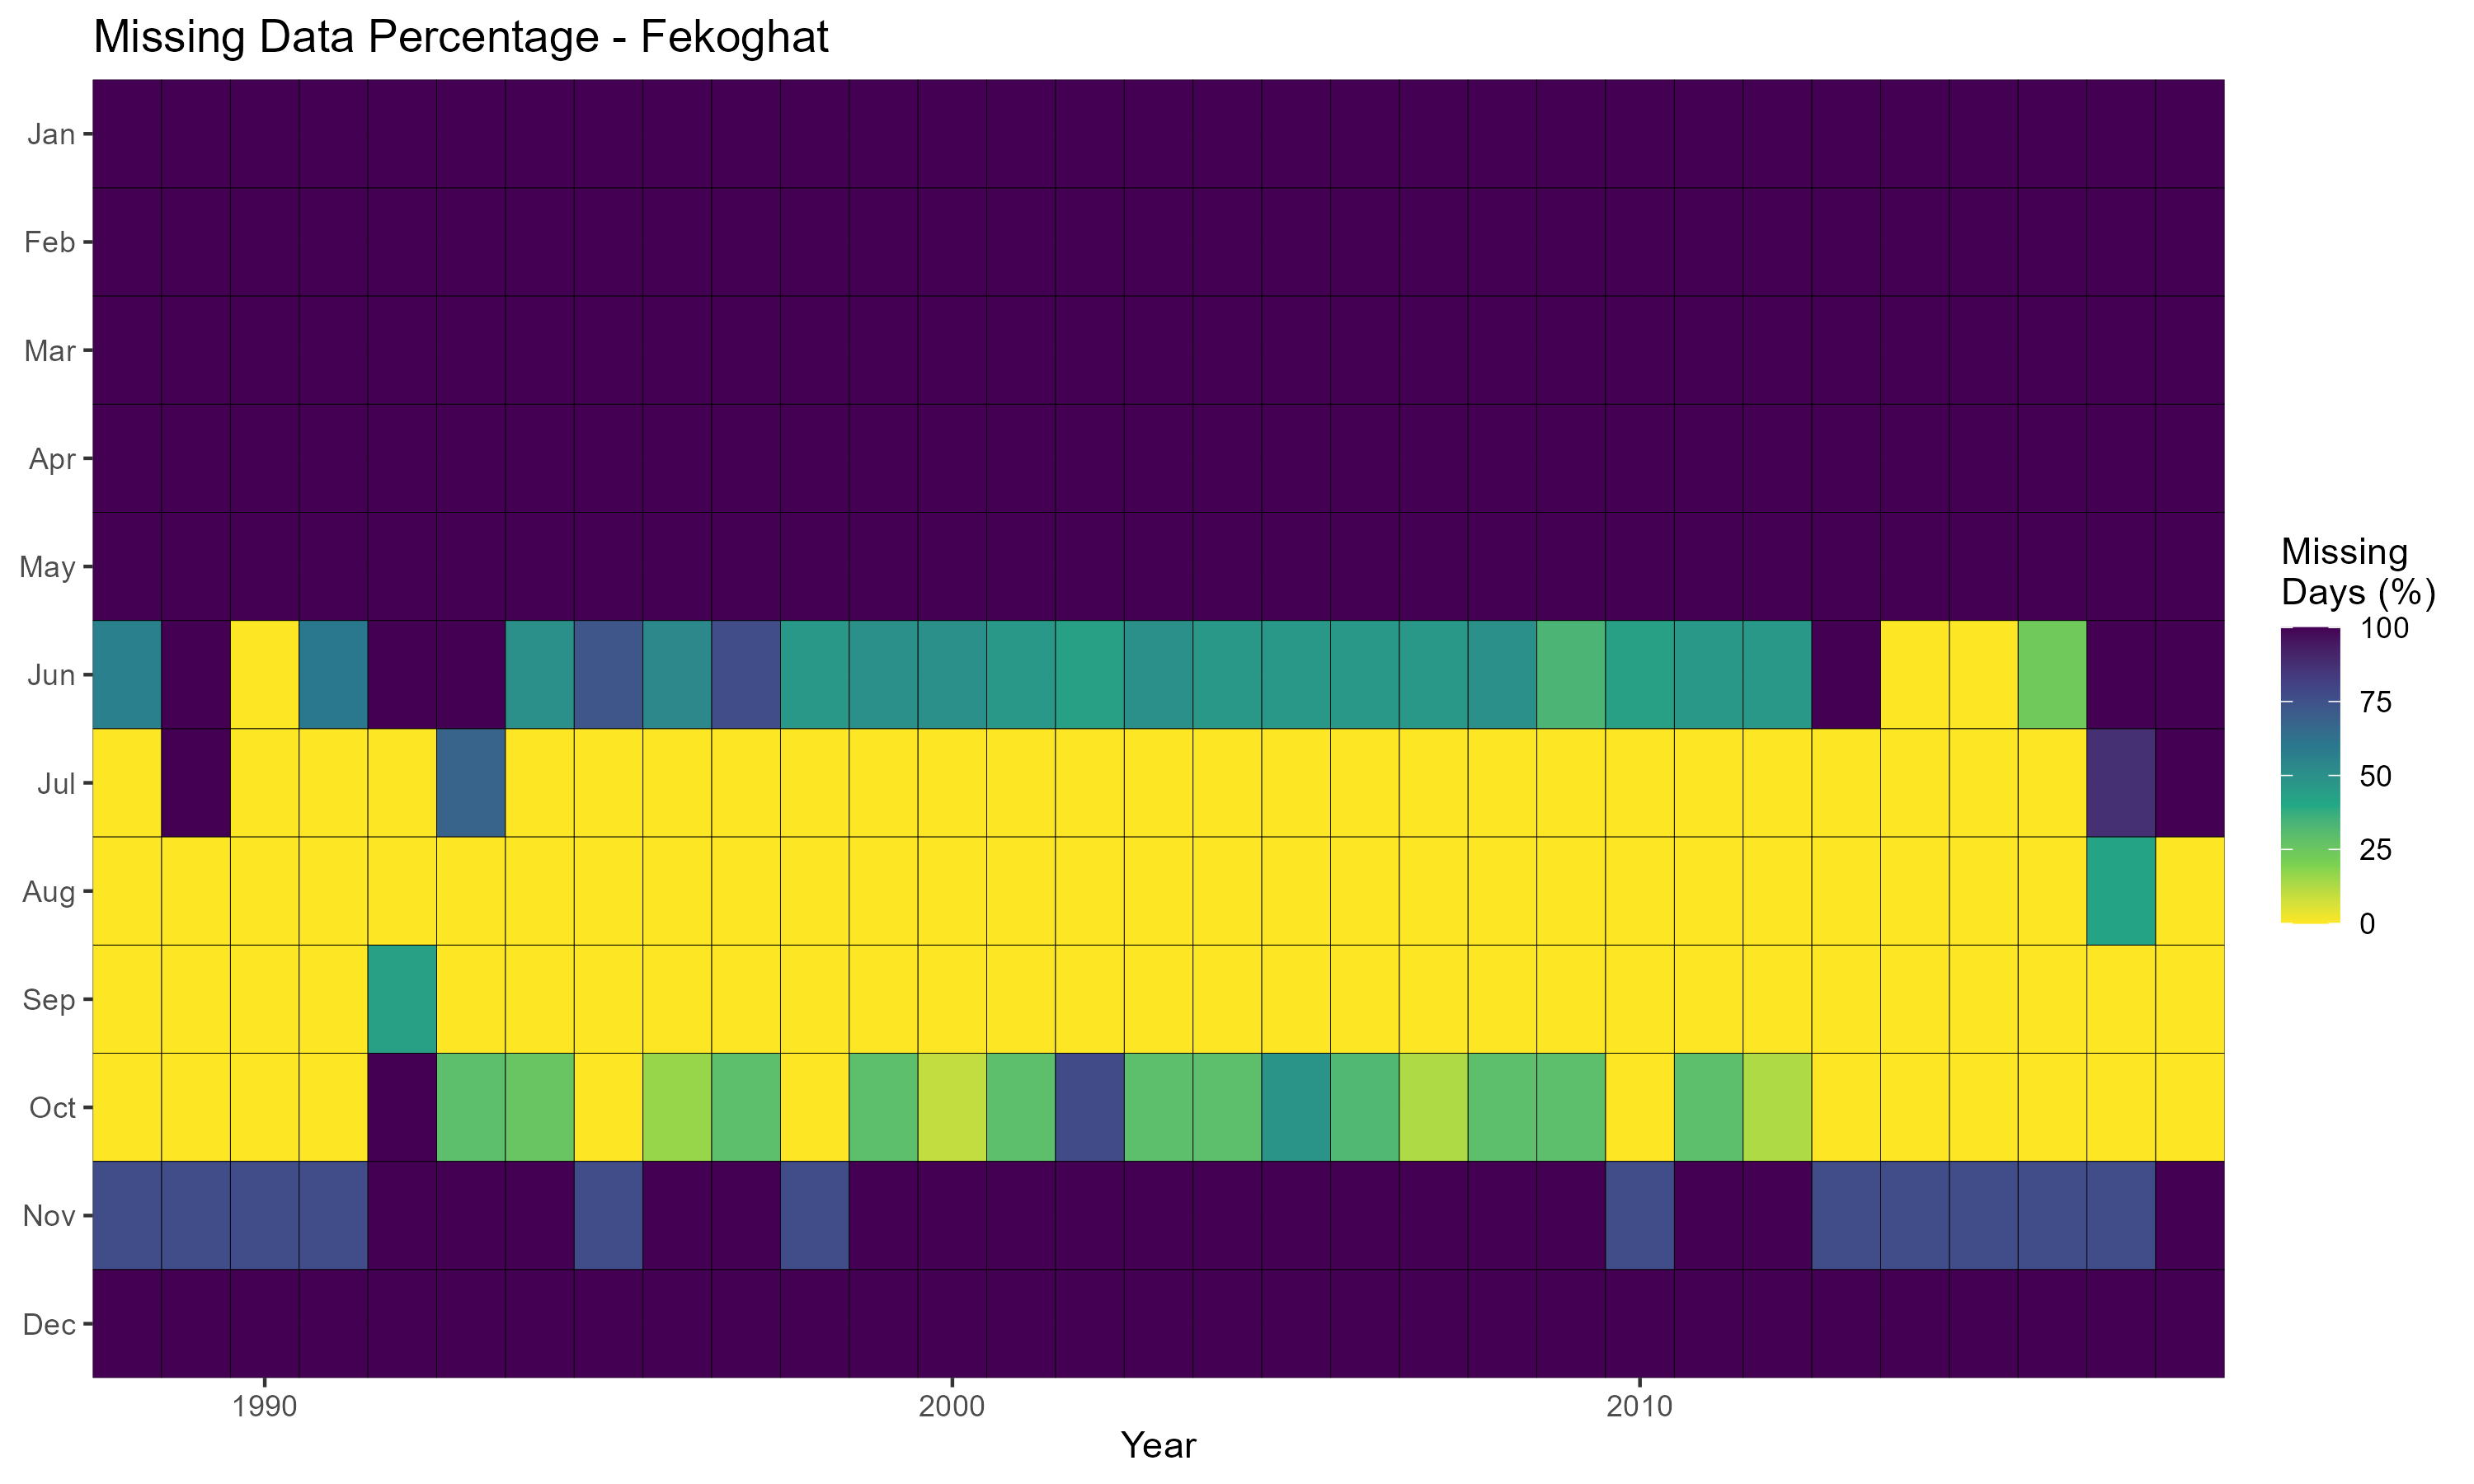 Missing Data Percentage - Fekoghat
Jan
Feb
Mar
Apr
May
Jun
Jul
Aug
Sep
Oct
Nov
Dec
1990
2000
2010
Year
Missing
Days (%)
100
75
50
25
0